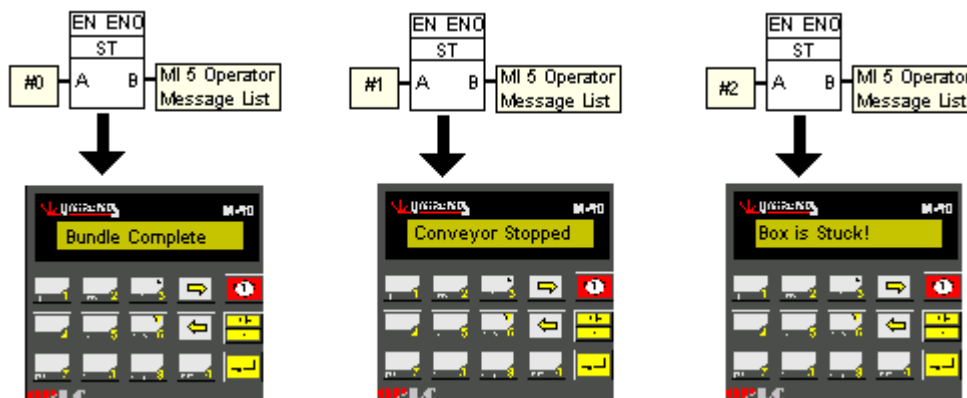 EN ENO
ST
#0
A
B
MI 5 Operator
Message List
Bundle Complete
EN ENO
ST
#1
A
B
MI 5 Operator
Message List
Conveyor Stopped
EN ENO
ST
#2
A
B
MI 5 Operator
Message List
Box is Stuck!